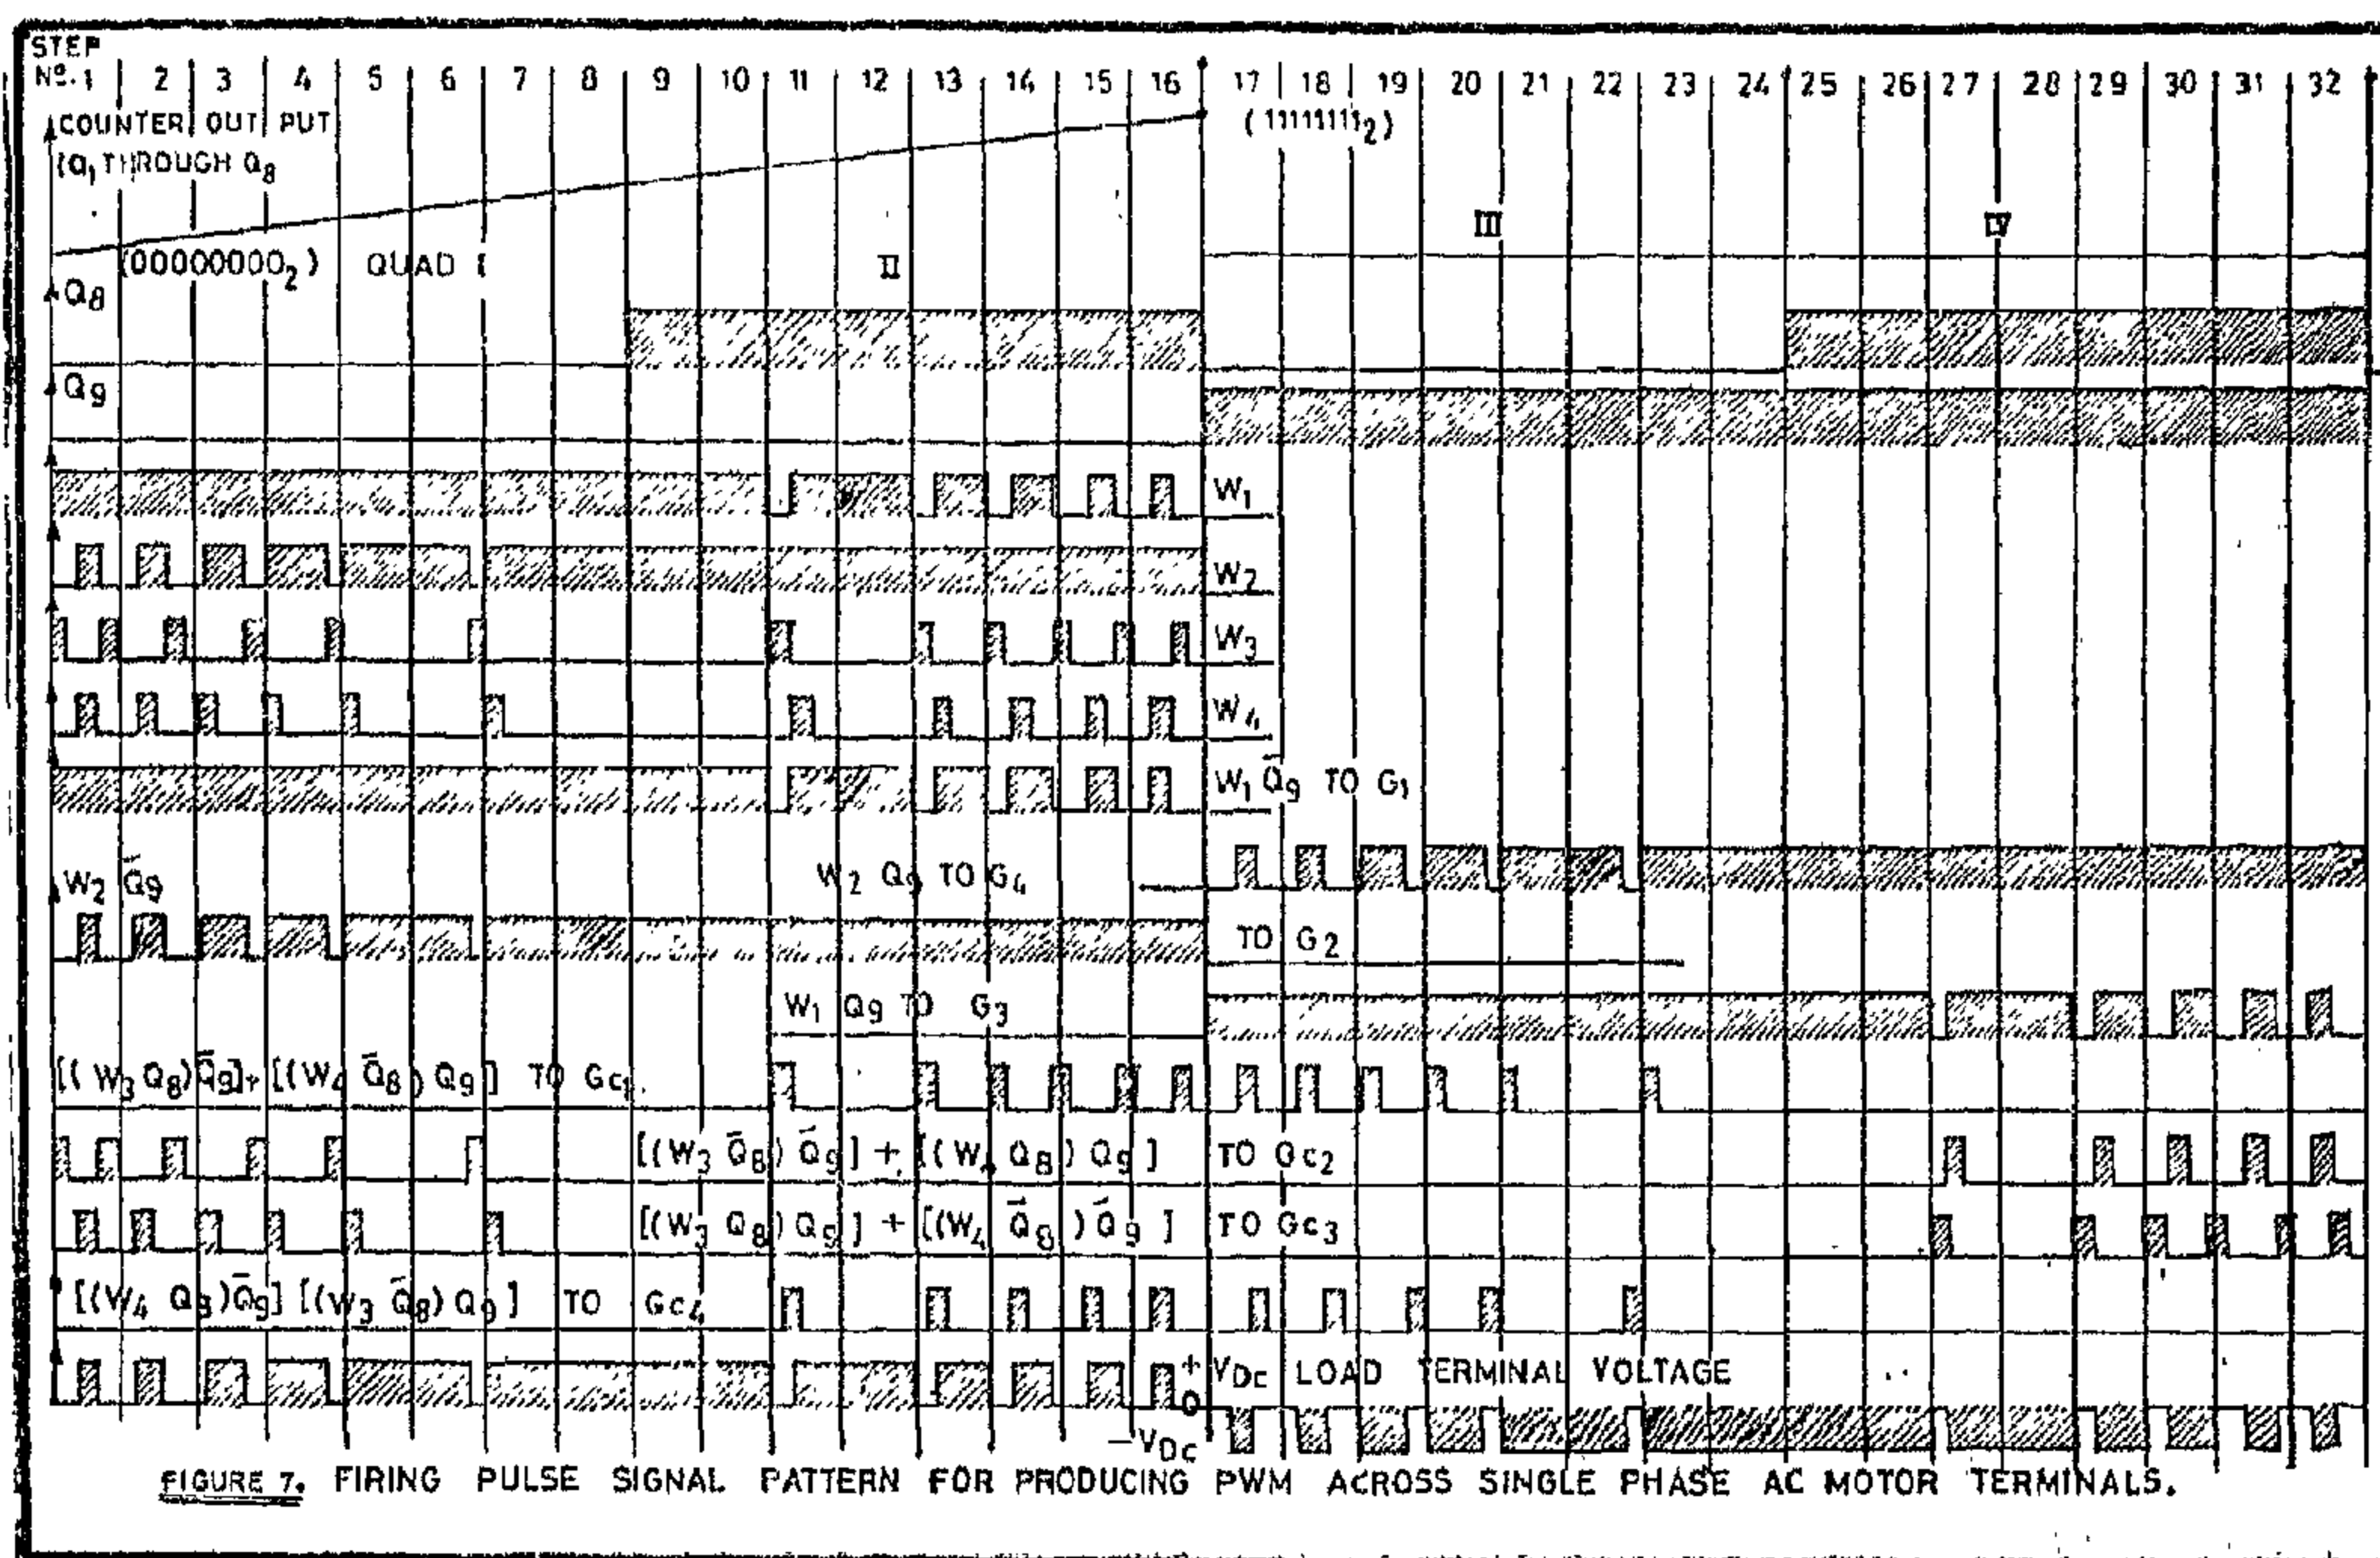 STEP
Nº. 1 2 3 4 5 6 7 8 9 10 11 12 13 14 15 16 17 18 19 20 21 22 23 24 25 26 27 28 29 30 31 32
COUNTER OUT PUT
(Q₁ THROUGH Q₈
(11111111₂)
(00000000₂) QUAD I II III IV
Q₈
Q₉
W₁
W₂
W₃
W₄
W₁ Q̄₉ TO G₁
W₂ Q₉ TO G₄
W₂ Q̄₉
TO G₂
W₁ Q₉ TO G₃
[(W₃ Q₈) Q̄₉]+ [(W₄ Q̄₈) Q₉] TO Gc₁
[(W₃ Q̄₈) Q̄₉] + [(W₄ Q₈) Q₉] TO Gc₂
[(W₃ Q₈) Q₉] + [(W₄ Q̄₈) Q̄₉] TO Gc₃
[(W₄ Q₈) Q̄₉] [(W₃ Q̄₈) Q₉] TO Gc₄
+VDc LOAD TERMINAL VOLTAGE
0
−VDc
FIGURE 7. FIRING PULSE SIGNAL PATTERN FOR PRODUCING PWM ACROSS SINGLE PHASE AC MOTOR TERMINALS.